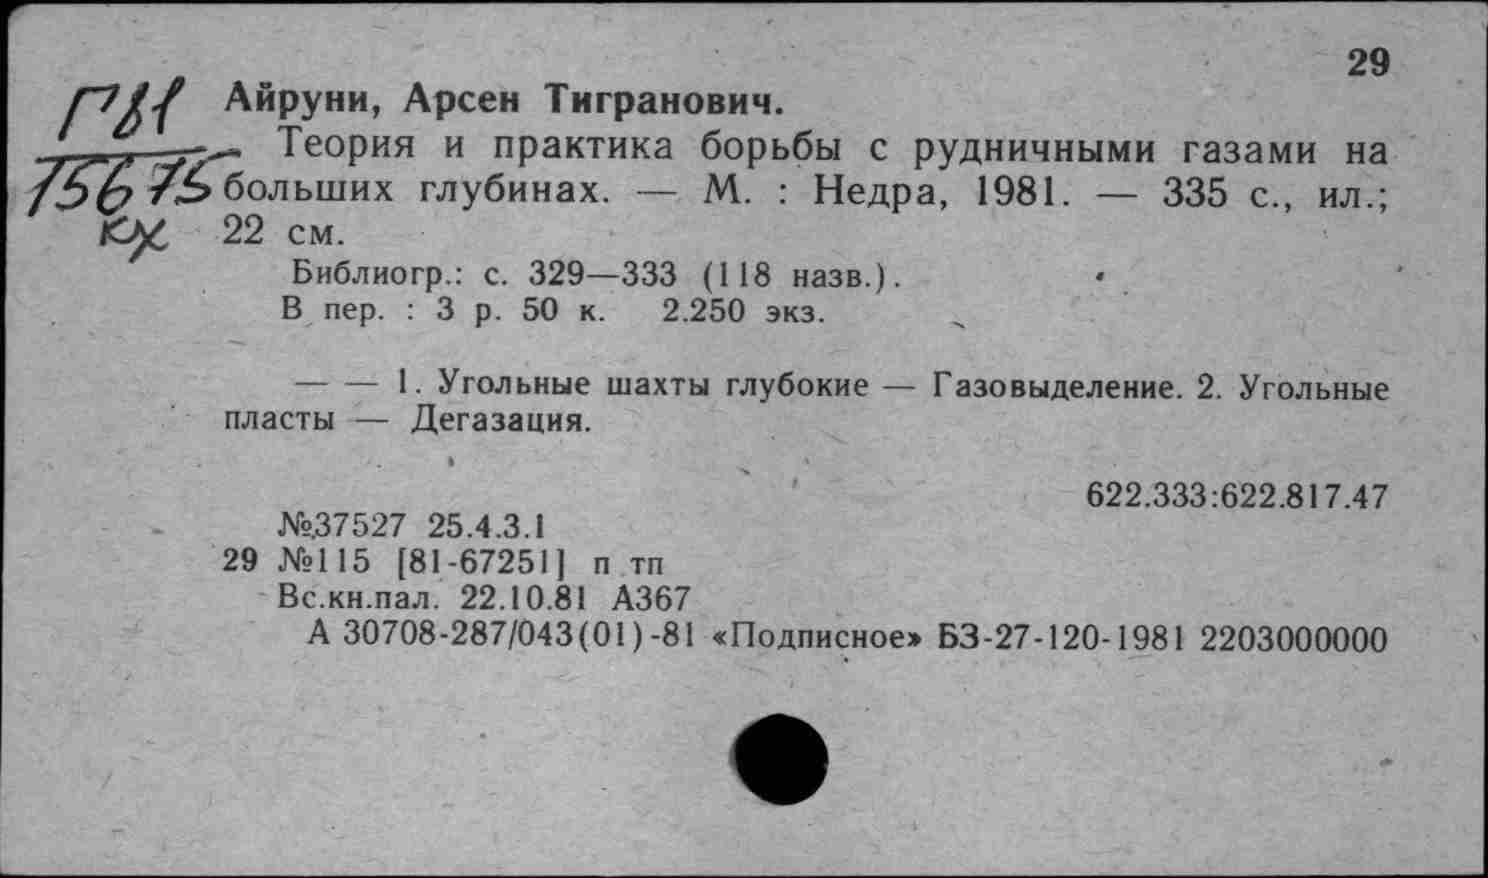 29
Айруни, Арсен Тигранович.
Теория и практика борьбы с рудничными газами на
больших глубинах. — М. : Недра, 1981. — 335 с., ил.;
22 см.
Библиогр.: с. 329—333 (118 назв.).
В пер. : 3 р. 50 к. 2.250 экз.
— — 1. Угольные шахты глубокие — Газовыделение. 2. Угольные
пласты — Дегазация.
622.333:622.817.47
№37527 25.4.3.1
29 №115 [81-67251] п тп
Вс.кн.пал. 22.10.81 А367
А 30708-287/043(01)-81 «Подписное» БЗ-27-120-1981 2203000000